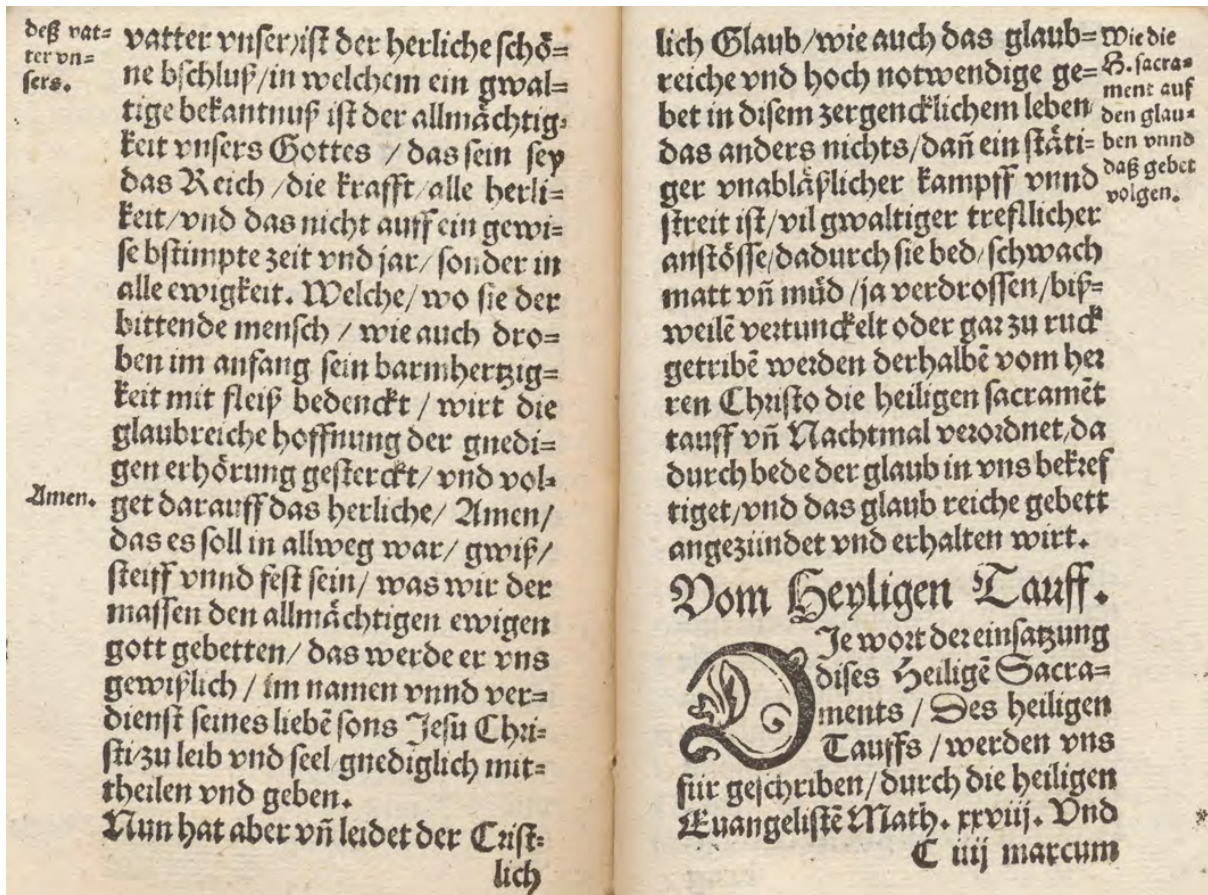 deß vat=
ter vn=
sers.
vatter vnser/ist der herliche schö=
ne bschluß/in welchem ein gwal=
tige bekantnuß ist der allmächtig=
keit vnsers Gottes / das sein sey
das Reich /die krafft/alle herli=
keit/vnd das nicht auff ein gewi=
se bstimpte zeit vnd jar/ sonder in
alle ewigkeit. Welche/wo sie der
bittende mensch / wie auch dro=
ben im anfang sein barmhertzig=
keit mit fleiß bedenckt / wirt die
glaubreiche hoffnung der gnedi=
gen erhörung gesterckt/ vnd vol=
Amen.
get darauff das herliche/ Amen/
das es soll in allweg war/ gwiß/
steiff vnnd fest sein/ was wir der
massen den allmächtigen ewigen
gott gebetten/ das werde er vns
gewißlich / im namen vnnd ver=
dienst seines liebē sons Jesu Chri=
sti/zu leib vnd seel gnediglich mit=
theilen vnd geben.
Nun hat aber vñ leidet der Crist=
lich
lich Glaub/wie auch das glaub=
reiche vnd hoch notwendige ge=
bet in disem zergencklichem leben
das anders nichts/dañ ein stäti=
ger vnabläßlicher kampff vnnd
streit ist/vil gwaltiger trefllicher
anstösse/dadurch sie bed/schwach
matt vñ müd /ja verdrossen/biß=
weilē vertunckelt oder gar zu ruck
getribē werden derhalbē vom her
ren Christo die heiligen sacramēt
tauff vñ Nachtmal verordnet/da
durch bede der glaub in vns bekref
tiget/vnd das glaub reiche gebett
angezündet vnd erhalten wirt.
Wie die
H. sacra=
ment auf
den glau=
ben vnnd
daß gebet
volgen.
Vom Heyligen Tauff.
DJe wort der einsatzung
dises Heiligē Sacra=
ments / Des heiligen
Tauffs /werden vns
für geschriben/durch die heiligen
Euangelistē Math. xxviij. Vnd
C iiij marcum